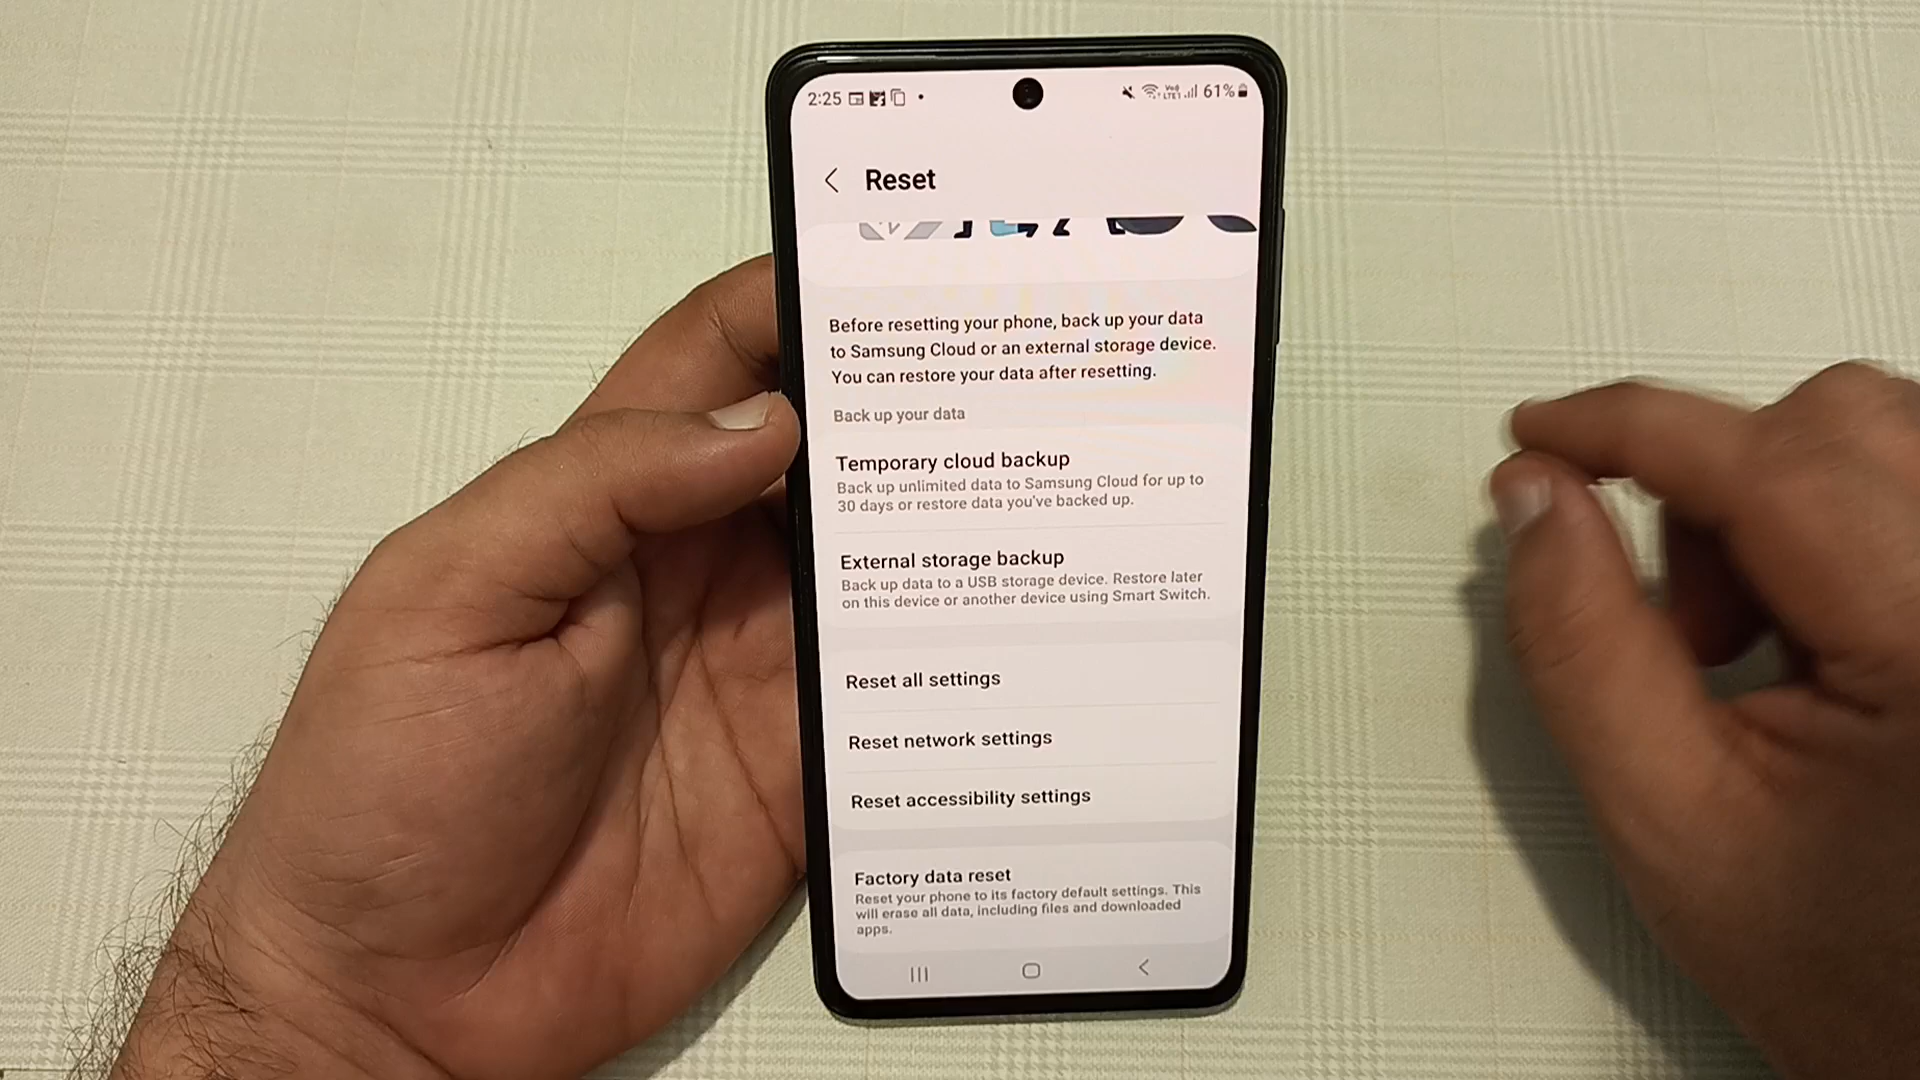 2:25 61%
Reset
Before resetting your phone, back up your data
to Samsung Cloud or an external storage device.
You can restore your data after resetting.
Back up your data
Temporary cloud backup
Back up unlimited data to Samsung Cloud for up to
30 days or restore data you've backed up.
External storage backup
Back up data to a USB storage device. Restore later
on this device or another device using Smart Switch.
Reset all settings
Reset network settings
Reset accessibility settings
Factory data reset
Reset your phone to its factory default settings. This
will erase all data, including files and downloaded
apps.